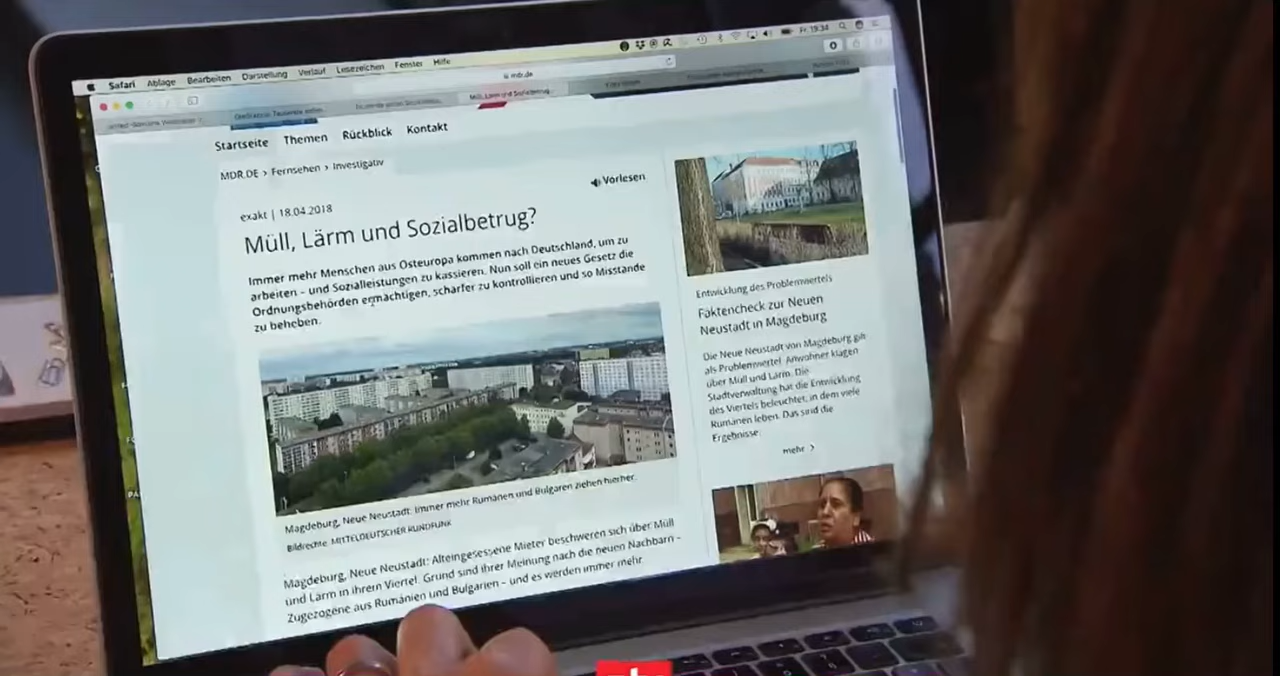 Safari Ablage Bearbeiten Darstellung Verlauf Lesezeichen Fenster Hilfe
Fr. 19:34
mdr.de
Müll, Lärm und Sozialbetrug...
Startseite Themen Rückblick Kontakt
MDR.DE > Fernsehen > Investigativ
Vorlesen
exakt | 18.04.2018
Müll, Lärm und Sozialbetrug?
Immer mehr Menschen aus Osteuropa kommen nach Deutschland, um zu
arbeiten – und Sozialleistungen zu kassieren. Nun soll ein neues Gesetz die
Ordnungsbehörden ermächtigen, schärfer zu kontrollieren und so Missstände
zu beheben.
Magdeburg, Neue Neustadt: Immer mehr Rumänen und Bulgaren ziehen hierher.
Bildrechte: MITTELDEUTSCHER RUNDFUNK
Magdeburg, Neue Neustadt: Alteingesessene Mieter beschweren sich über Müll
und Lärm in ihrem Viertel. Grund sind ihrer Meinung nach die neuen Nachbarn –
Zugezogene aus Rumänien und Bulgarien – und es werden immer mehr.
Entwicklung des Problemviertels
Faktencheck zur Neuen
Neustadt in Magdeburg
Die Neue Neustadt von Magdeburg gilt
als Problemviertel. Anwohner klagen
über Müll und Lärm. Die
Stadtverwaltung hat die Entwicklung
des Viertels beleuchtet, in dem viele
Rumänen leben. Das sind die
Ergebnisse.
mehr >